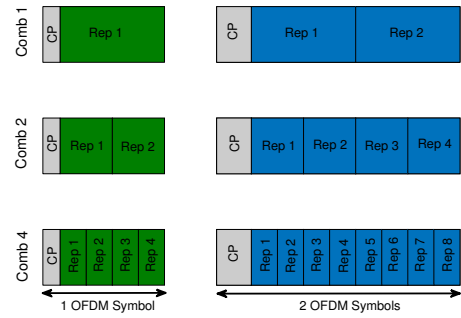 Comb 1
CP
Rep 1
CP
Rep 1
Rep 2
Comb 2
CP
Rep 1
Rep 2
CP
Rep 1
Rep 2
Rep 3
Rep 4
Comb 4
CP
Rep 1
Rep 2
Rep 3
Rep 4
CP
Rep 1
Rep 2
Rep 3
Rep 4
Rep 5
Rep 6
Rep 7
Rep 8
1 OFDM Symbol
2 OFDM Symbols